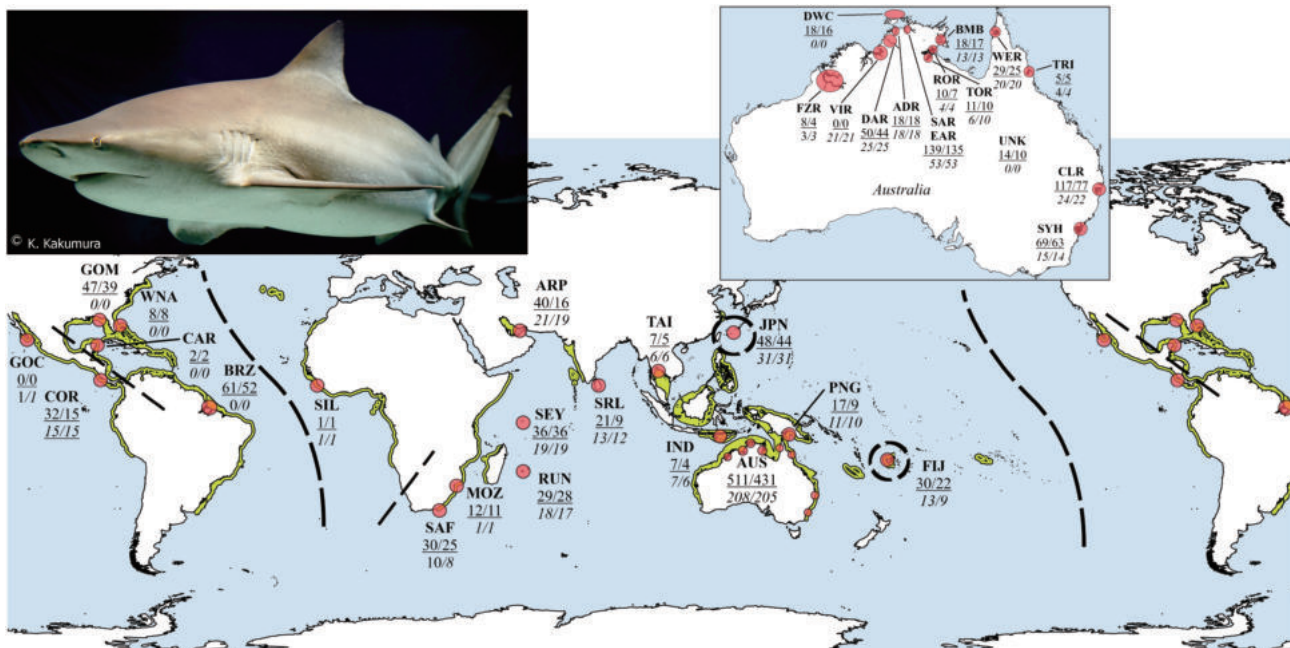 © K. Kakumura
DWC
18/16
0/0
BMB
18/17
13/13
WER
29/25
20/20
TRI
5/5
4/4
FZR
8/4
3/3
VIR
0/0
21/21
DAR
50/44
25/25
ADR
18/18
18/18
SAR
EAR
139/135
53/53
ROR
10/7
4/4
TOR
11/10
6/10
UNK
14/10
0/0
CLR
117/77
24/22
SYH
69/63
15/14
Australia
GOM
47/39
0/0
WNA
8/8
0/0
CAR
2/2
0/0
GOC
0/0
1/1
COR
32/15
15/15
BRZ
61/52
0/0
SIL
1/1
1/1
ARP
40/16
21/19
SEY
36/36
19/19
RUN
29/28
18/17
MOZ
12/11
1/1
SAF
30/25
10/8
SRL
21/9
13/12
TAI
7/5
6/6
JPN
48/44
31/31
PNG
17/9
11/10
IND
7/4
7/6
AUS
511/431
208/205
FIJ
30/22
13/9